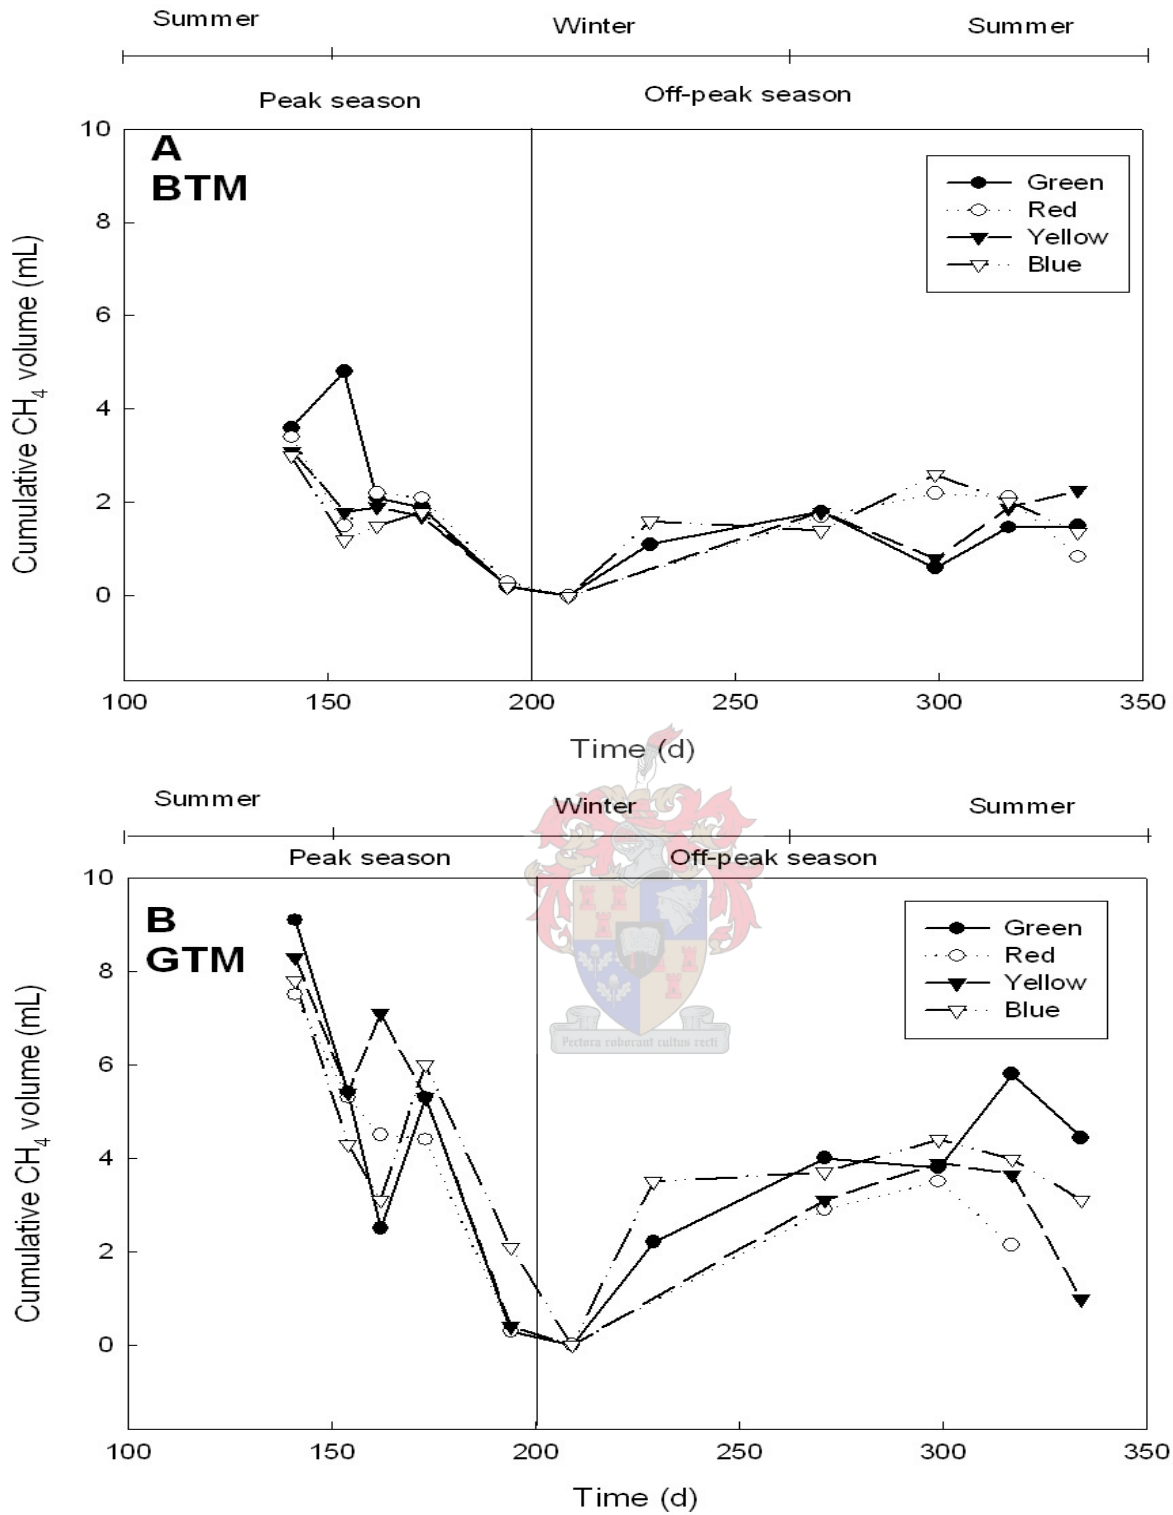 Summer Winter Summer
Peak season Off-peak season
A
BTM
Green
Red
Yellow
Blue
10
8
6
4
2
0
Cumulative CH4 volume (mL)
100 150 200 250 300 350
Time (d)
Summer Winter Summer
Peak season Off-peak season
B
GTM
Green
Red
Yellow
Blue
10
8
6
4
2
0
Cumulative CH4 volume (mL)
Pectora roborant cultus recti
100 150 200 250 300 350
Time (d)